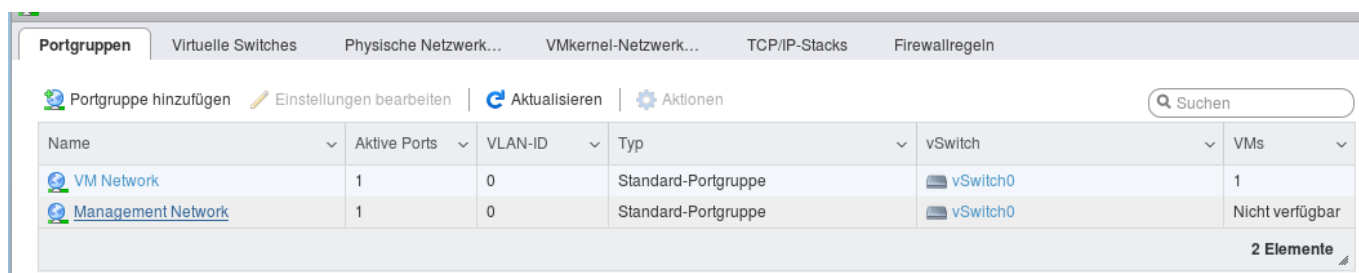 Portgruppen Virtuelle Switches Physische Netzwerk… VMkernel-Netzwerk… TCP/IP-Stacks Firewallregeln
Portgruppe hinzufügen Einstellungen bearbeiten Aktualisieren Aktionen Suchen
Name Aktive Ports VLAN-ID Typ vSwitch VMs
VM Network 1 0 Standard-Portgruppe vSwitch0 1
Management Network 1 0 Standard-Portgruppe vSwitch0 Nicht verfügbar
2 Elemente